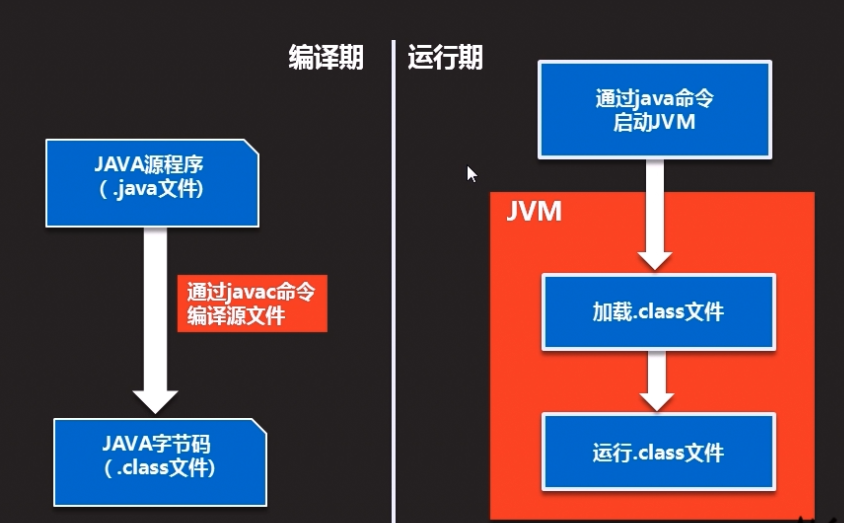 编译期
运行期
JAVA源程序
（.java文件)
通过javac命令
编译源文件
JAVA字节码
（.class文件)
通过java命令
启动JVM
JVM
加载.class文件
运行.class文件